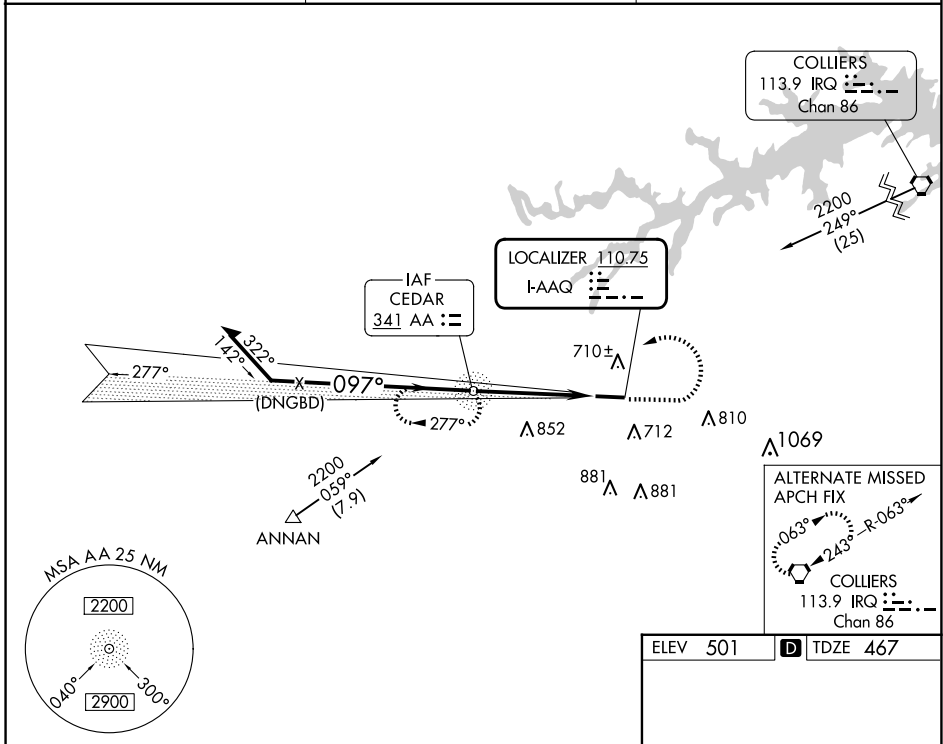 COLLIERS
113.9 IRQ
Chan 86
2200
249°
(25)
LOCALIZER 110.75
I-AAQ
IAF
CEDAR
341 AA
710±
322°
142°
277°
X
097°
(DNGBD)
277°
852
712
810
1069
2200
059°
(7.9)
ANNAN
881
881
ALTERNATE MISSED
APCH FIX
063°
243° R-063°
COLLIERS
113.9 IRQ
Chan 86
MSA AA 25 NM
2200
040°
300°
2900
ELEV 501 D TDZE 467